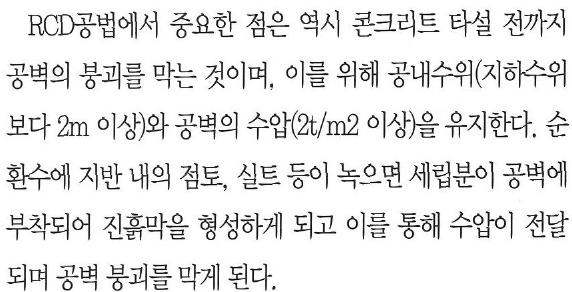 RCD공법에서 중요한 점은 역시 콘크리트 타설 전까지
공벽의 붕괴를 막는 것이며, 이를 위해 공내수위(지하수위
보다 2m 이상)와 공벽의 수압(2t/m2 이상)을 유지한다. 순
환수에 지반 내의 점토, 실트 등이 녹으면 세립분이 공벽에
부착되어 진흙막을 형성하게 되고 이를 통해 수압이 전달
되며 공벽 붕괴를 막게 된다.